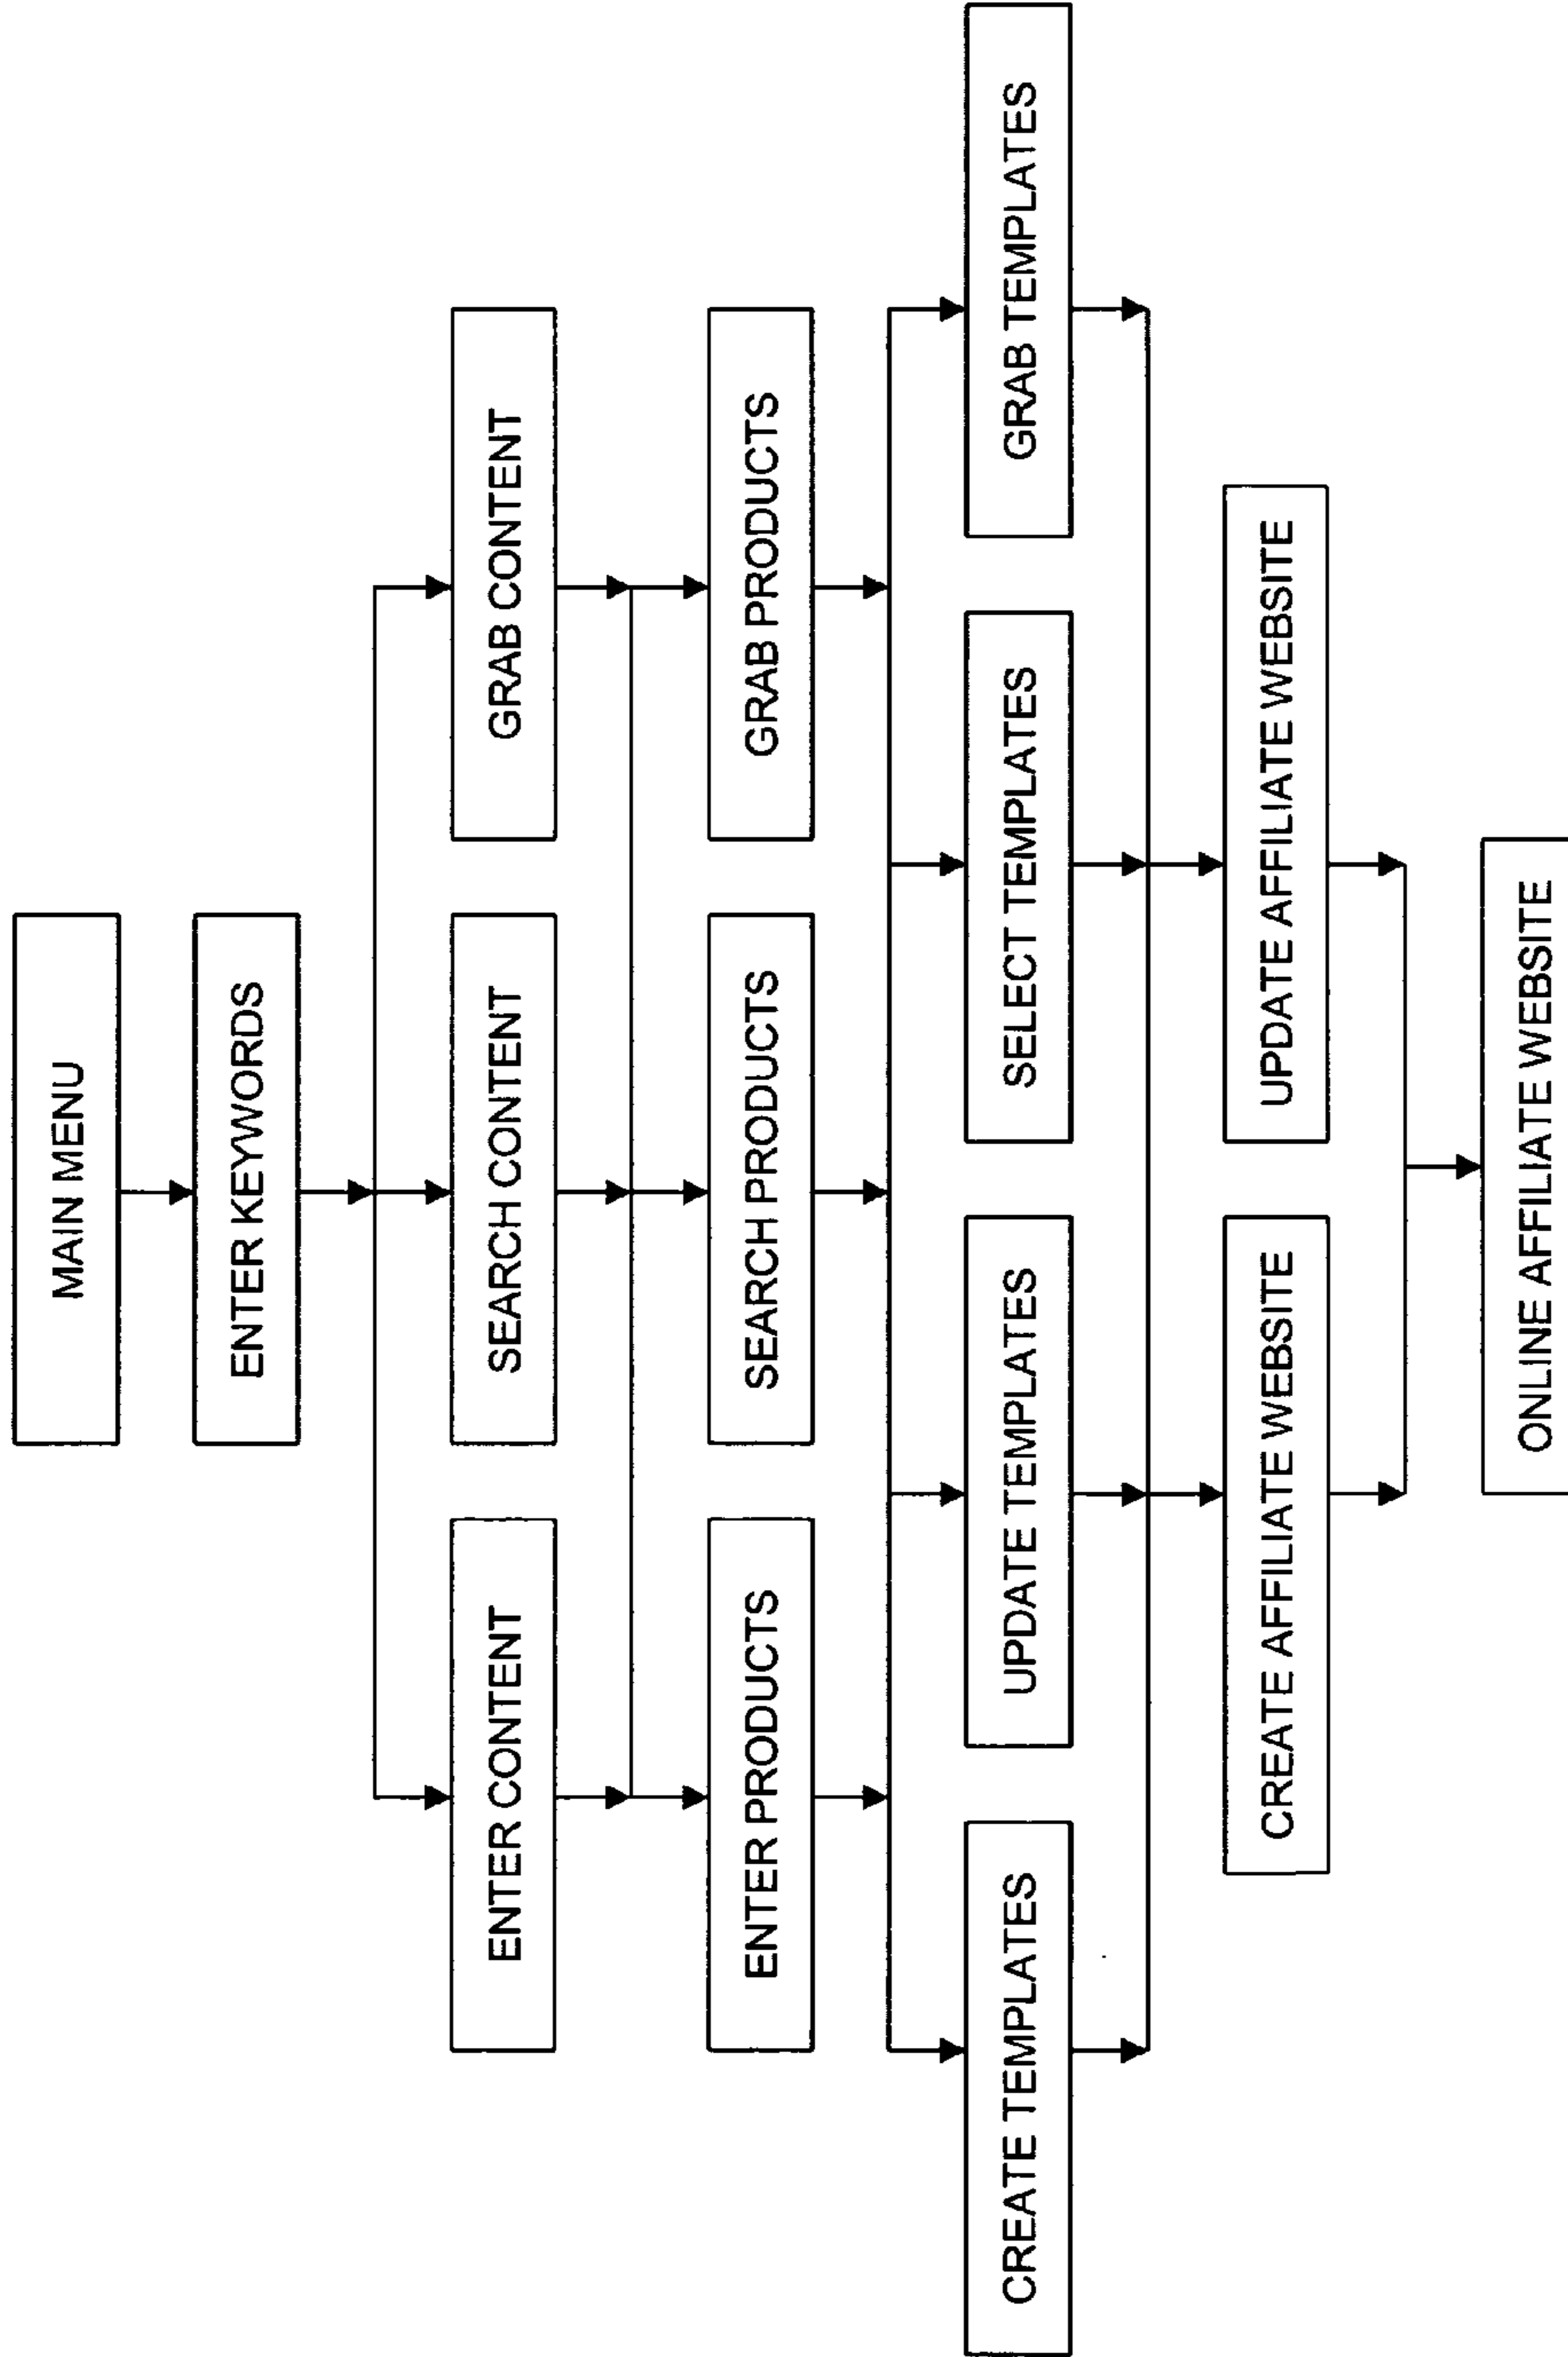 MAIN MENU
ENTER KEYWORDS
ENTER CONTENT
SEARCH CONTENT
GRAB CONTENT
ENTER PRODUCTS
SEARCH PRODUCTS
GRAB PRODUCTS
CREATE TEMPLATES
UPDATE TEMPLATES
SELECT TEMPLATES
GRAB TEMPLATES
CREATE AFFILIATE WEBSITE
UPDATE AFFILIATE WEBSITE
ONLINE AFFILIATE WEBSITE